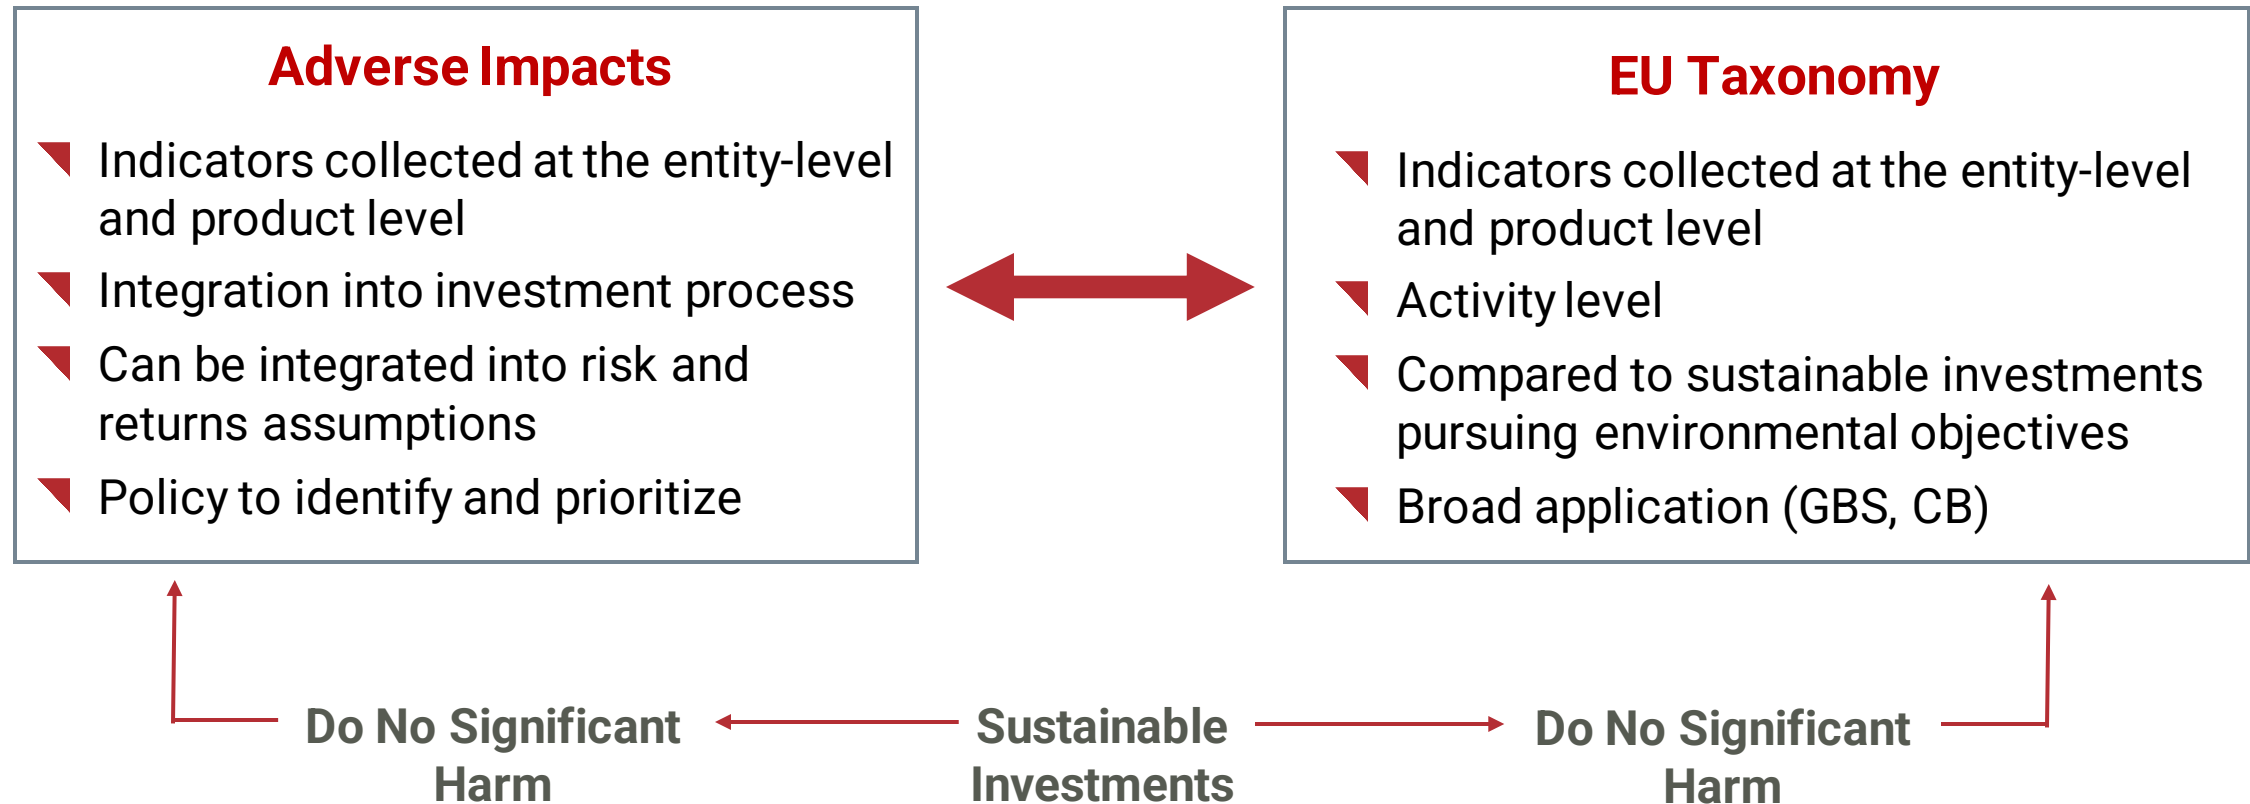 Adverse Impacts
Indicators collected at the entity-level
and product level
Integration into investment process
Can be integrated into risk and
returns assumptions
Policy to identify and prioritize
EU Taxonomy
Indicators collected at the entity-level
and product level
Activity level
Compared to sustainable investments
pursuing environmental objectives
Broad application (GBS, CB)
Do No Significant
Harm
Sustainable
Investments
Do No Significant
Harm